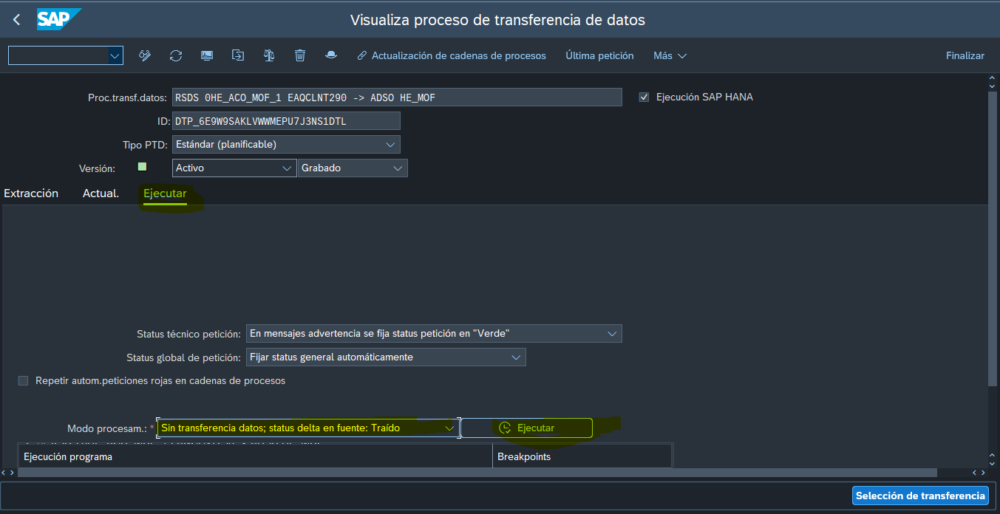 SAP Visualiza proceso de transferencia de datos
Actualización de cadenas de procesos Última petición Más Finalizar
Proc.transf.datos: RSDS 0HE_ACO_MOF_1 EAQCLNT290 -> ADSO HE_MOF Ejecución SAP HANA
ID: DTP_6E9W9SAKLVWWMEPU7J3NS1DTL
Tipo PTD: Estándar (planificable)
Versión: Activo Grabado
Extracción Actual. Ejecutar
Status técnico petición: En mensajes advertencia se fija status petición en "Verde"
Status global de petición: Fijar status general automáticamente
Repetir autom.peticiones rojas en cadenas de procesos
Modo procesam.: * Sin transferencia datos; status delta en fuente: Traído Ejecutar
Ejecución programa Breakpoints
Selección de transferencia